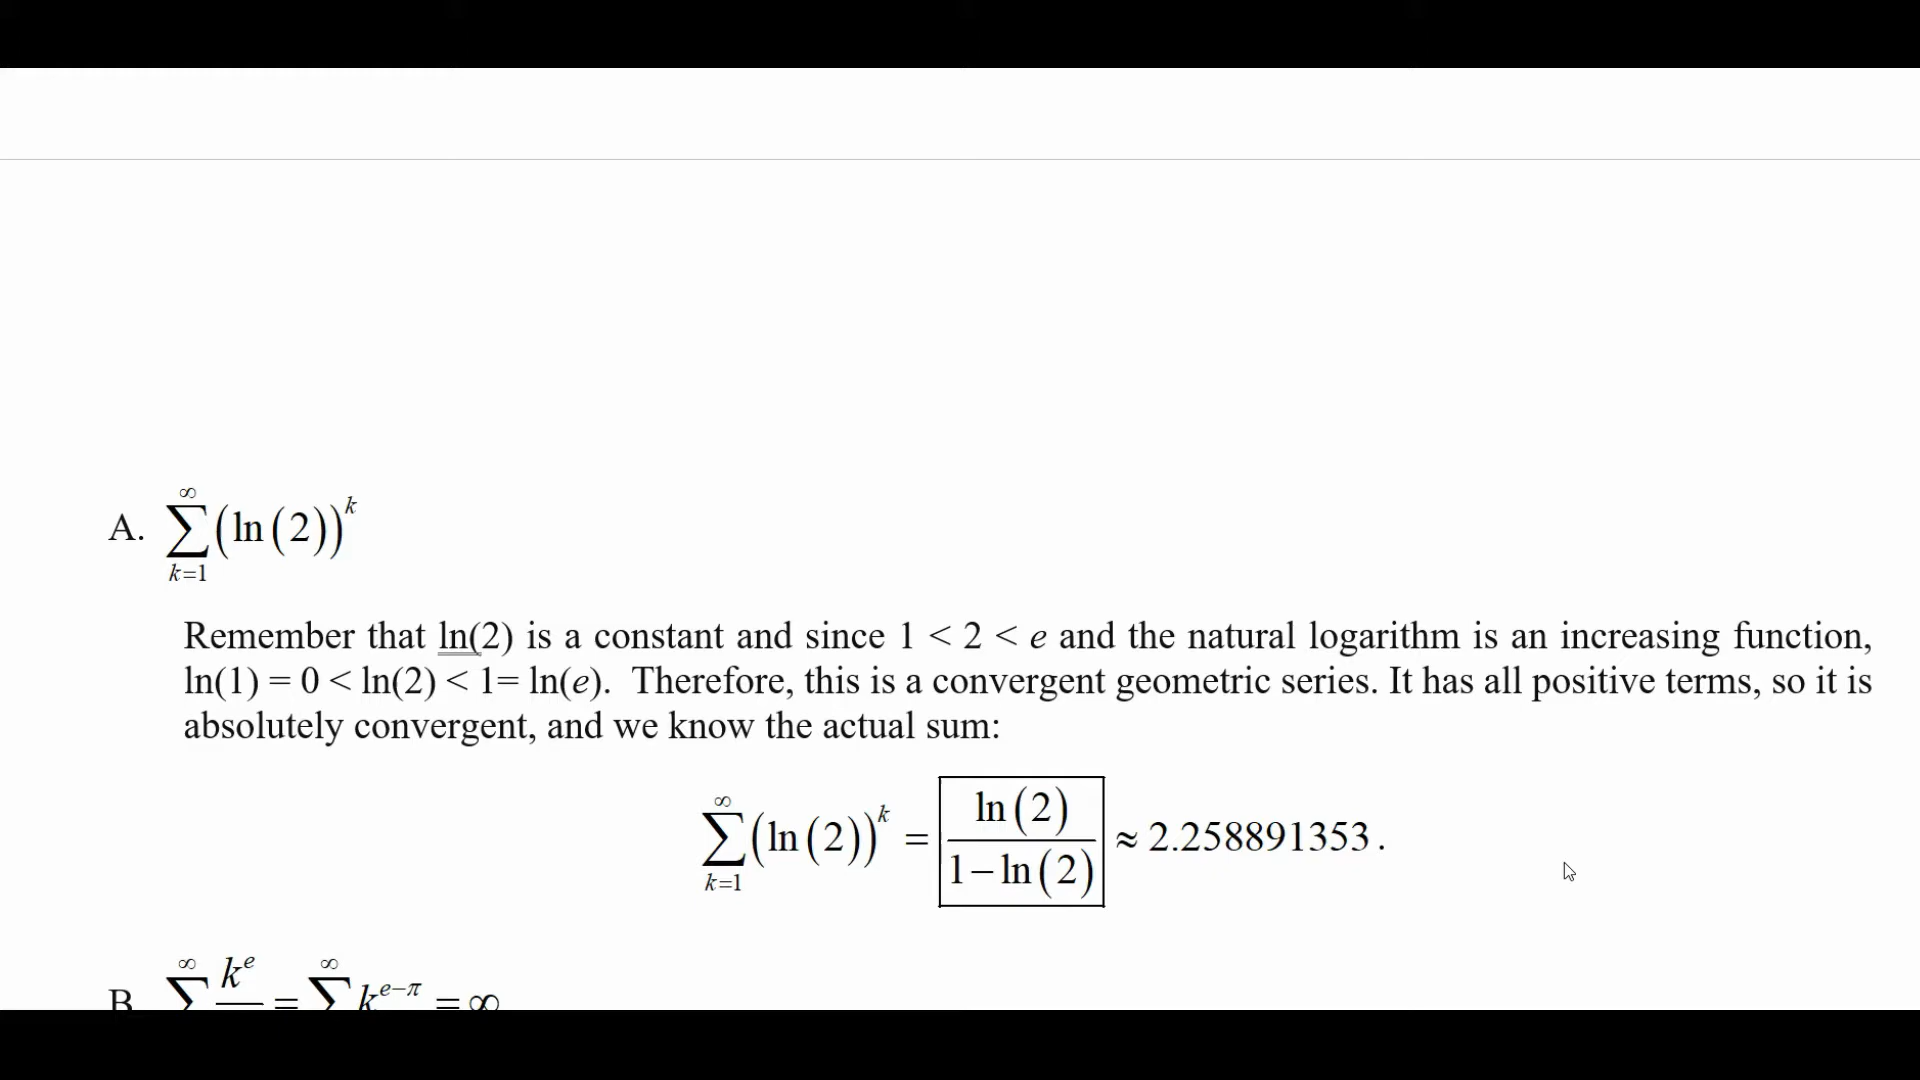 A. \sum_{k=1}^{\infty} (ln(2))^k
Remember that ln(2) is a constant and since 1 < 2 < e and the natural logarithm is an increasing function,
ln(1) = 0 < ln(2) < 1= ln(e). Therefore, this is a convergent geometric series. It has all positive terms, so it is
absolutely convergent, and we know the actual sum:
\sum_{k=1}^{\infty} (ln(2))^k = \frac{ln(2)}{1-ln(2)} ≈ 2.258891353.
B. ∑^{∞} k^e = ∑^{∞} k^{e-π} = ∞